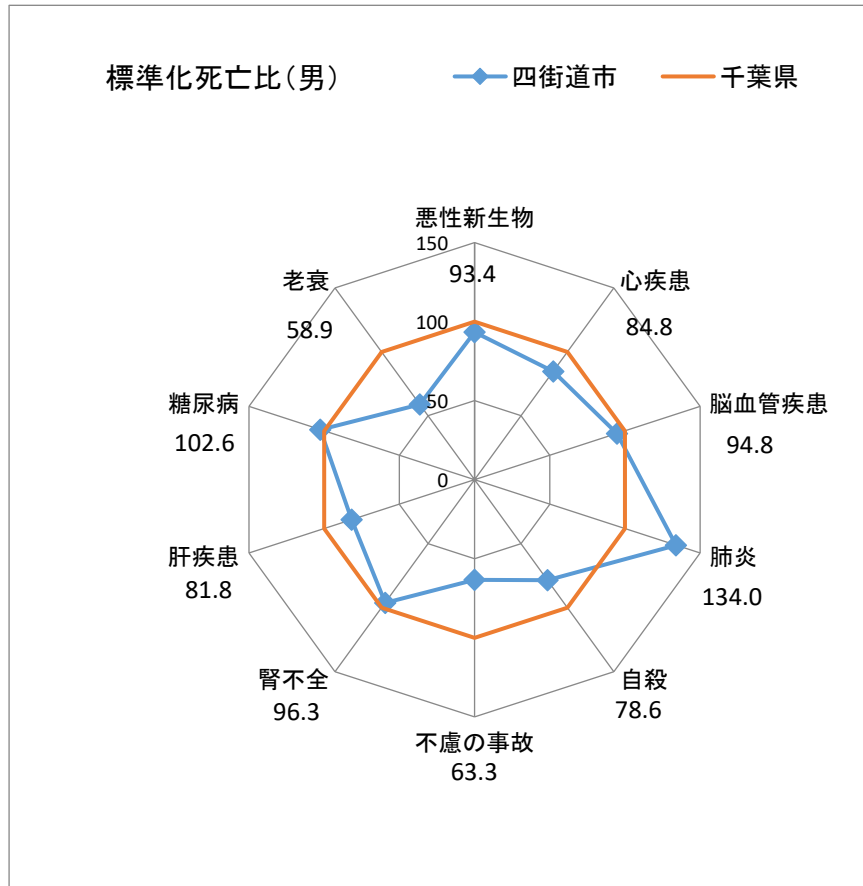 標準化死亡比（男） 四街道市 千葉県
悪性新生物
93.4
心疾患
84.8
脳血管疾患
94.8
肺炎
134.0
自殺
78.6
不慮の事故
63.3
腎不全
96.3
肝疾患
81.8
糖尿病
102.6
老衰
58.9
150
100
50
0